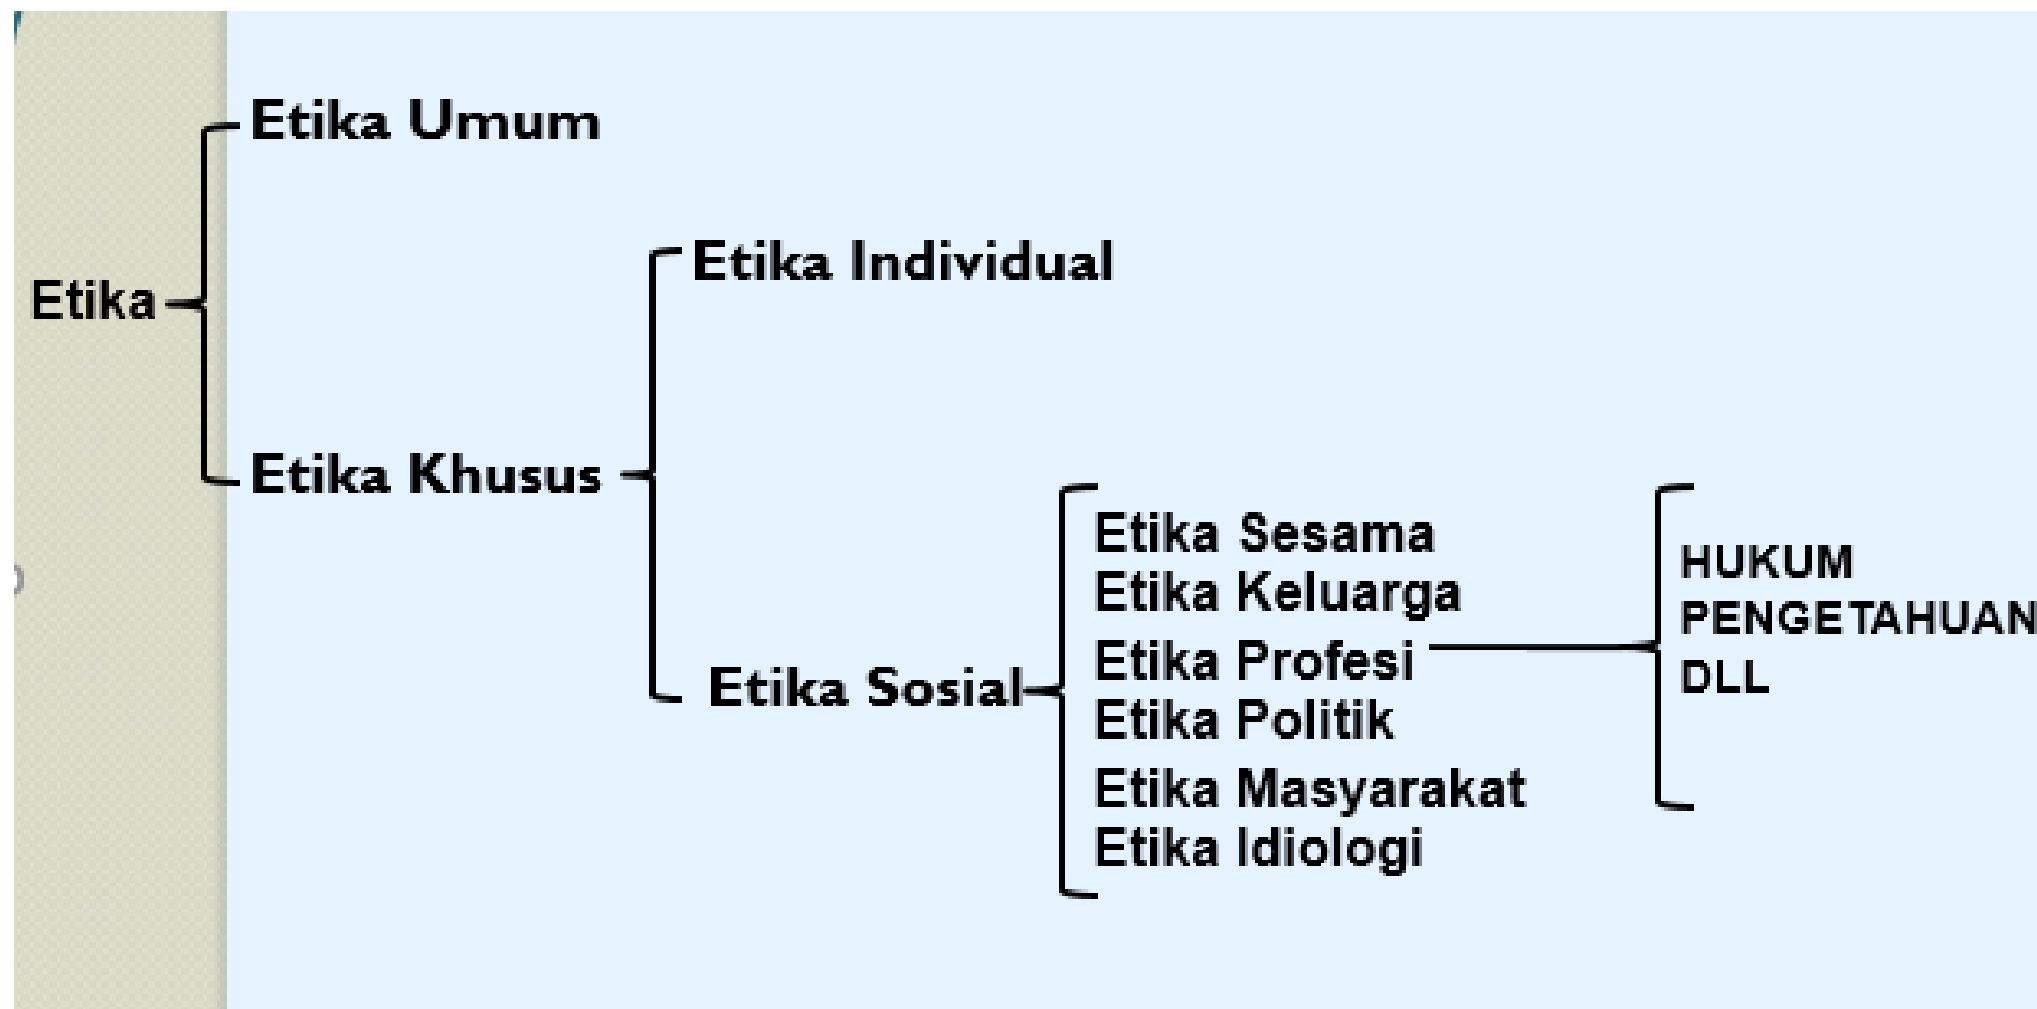 Etika Umum
Etika Individual
Etika
Etika Khusus
Etika Sesama
Etika Keluarga
Etika Profesi
Etika Sosial
Etika Politik
Etika Masyarakat
Etika Idiologi
HUKUM
PENGETAHUAN
DLL